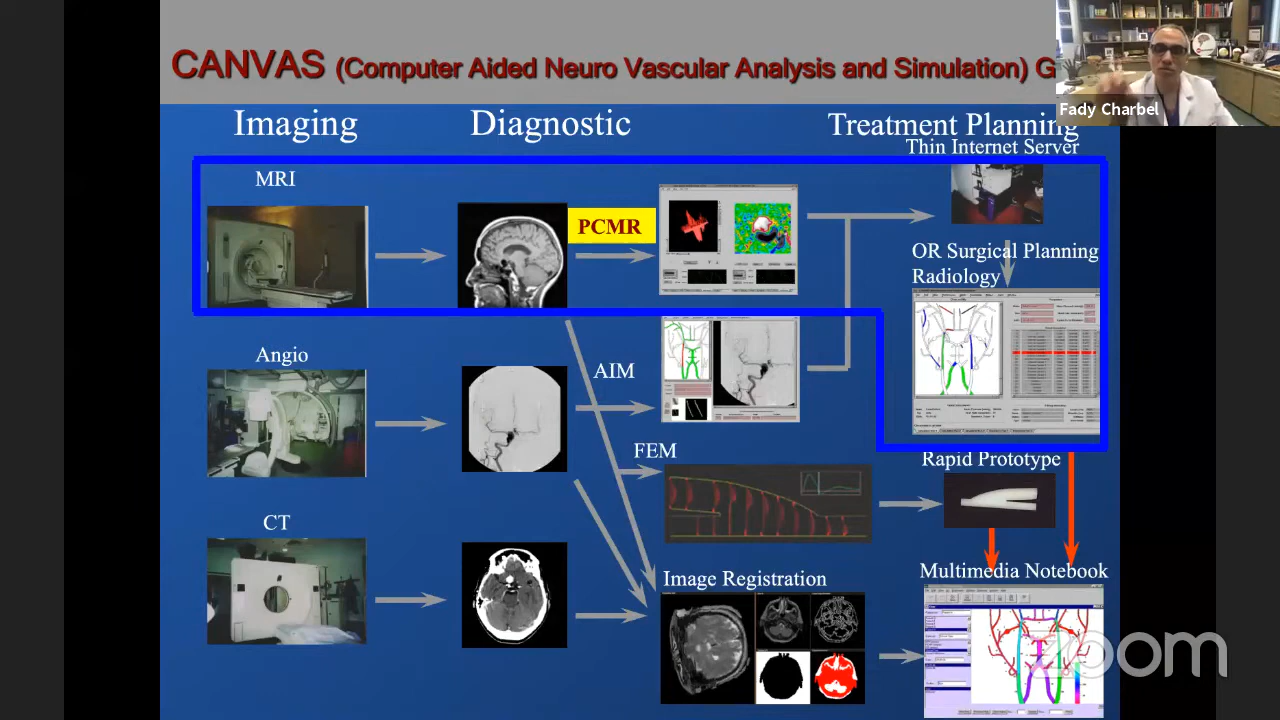 CANVAS (Computer Aided Neuro Vascular Analysis and Simulation) G
Fady Charbel
Imaging
Diagnostic
Treatment Planning
Thin Internet Server
MRI
PCMR
OR Surgical Planning
Radiology
Angio
AIM
FEM
Rapid Prototype
CT
Image Registration
Multimedia Notebook
zoom